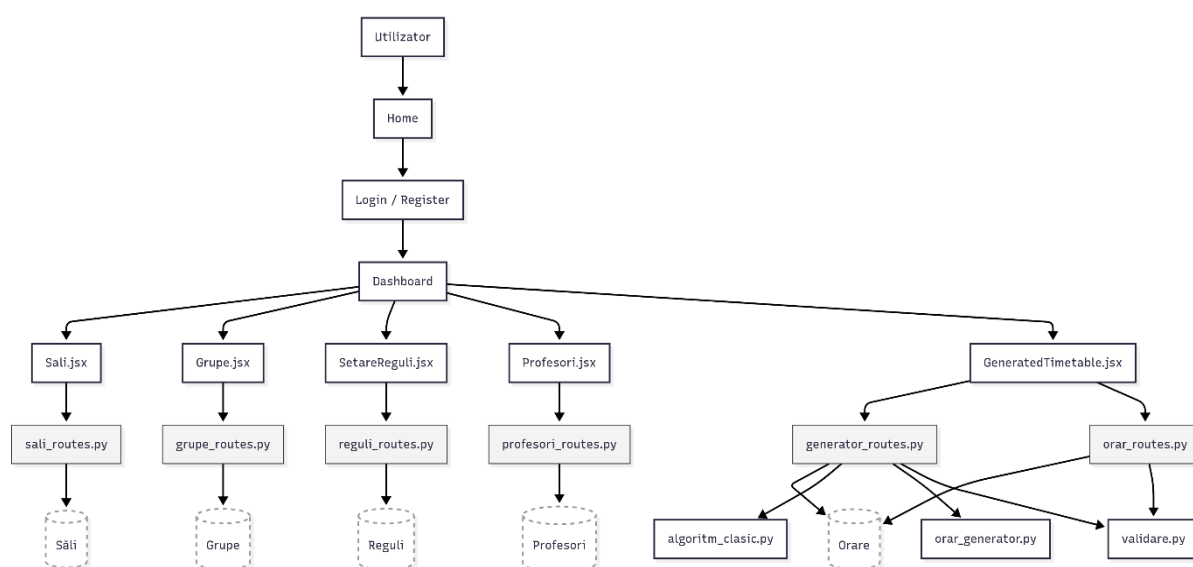 Utilizator
Home
Login / Register
Dashboard
Sali.jsx
Grupe.jsx
SetareReguli.jsx
Profesori.jsx
GeneratedTimetable.jsx
sali_routes.py
grupe_routes.py
reguli_routes.py
profesori_routes.py
generator_routes.py
orar_routes.py
Săli
Grupe
Reguli
Profesori
algoritm_clasic.py
Orare
orar_generator.py
validare.py